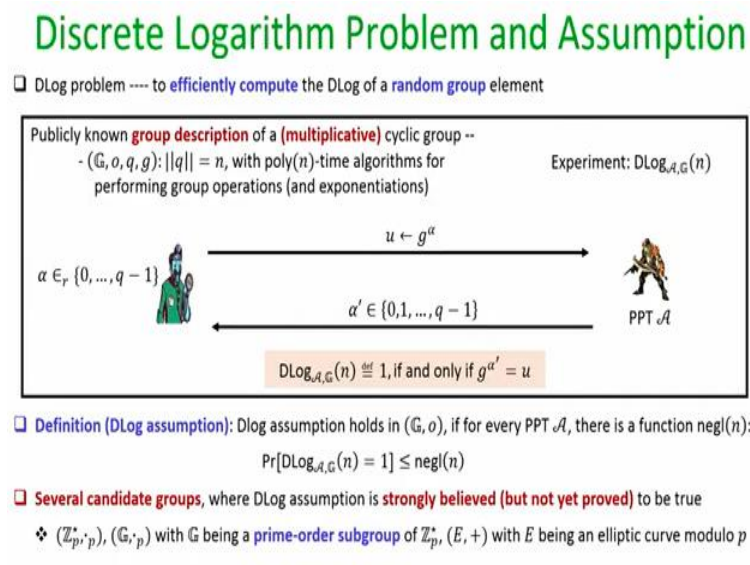 Discrete Logarithm Problem and Assumption
❑ DLog problem ---- to efficiently compute the DLog of a random group element
Publicly known group description of a (multiplicative) cyclic group --
- (𝔾, o, q, g): ||q|| = n, with poly(n)-time algorithms for
performing group operations (and exponentiations)
Experiment: DLog𝒜,𝔾(n)
u ← g^α
α ∈ᵣ {0, …, q − 1}
α′ ∈ {0,1, …, q − 1}
PPT 𝒜
DLog𝒜,𝔾(n) ≝ 1, if and only if g^α′ = u
❑ Definition (DLog assumption): Dlog assumption holds in (𝔾, o), if for every PPT 𝒜, there is a function negl(n):
Pr[DLog𝒜,𝔾(n) = 1] ≤ negl(n)
❑ Several candidate groups, where DLog assumption is strongly believed (but not yet proved) to be true
❖ (ℤ*ₚ,·ₚ), (𝔾,·ₚ) with 𝔾 being a prime-order subgroup of ℤ*ₚ, (E, +) with E being an elliptic curve modulo p